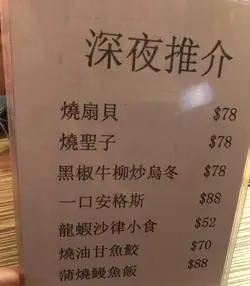 深夜推介
燒扇貝 $78
燒聖子 $78
黑椒牛柳炒烏冬 $78
一口安格斯 $88
龍蝦沙律小食 $52
燒油甘魚鮫 $70
蒲燒鰻魚飯 $88